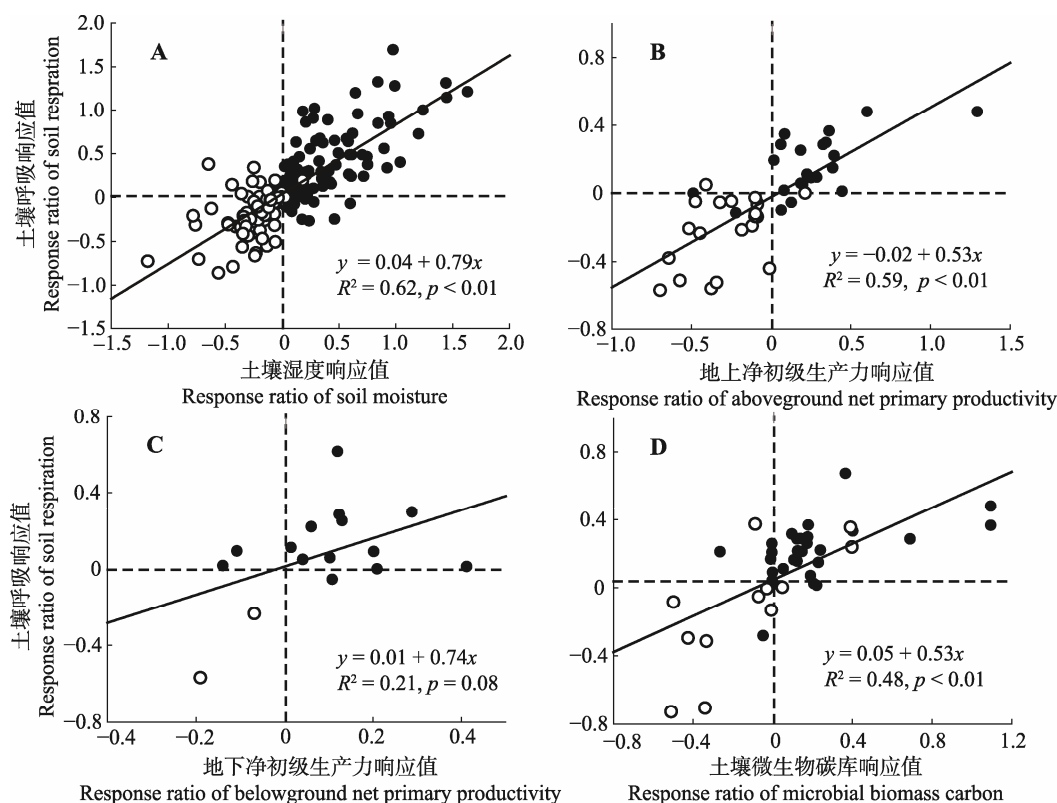 土壤呼吸响应值
Response ratio of soil respration
A
2.0
1.5
1.0
0.5
0
−0.5
−1.0
−1.5
y = 0.04 + 0.79x
R² = 0.62, p < 0.01
−1.5 −1.0 −0.5 0 0.5 1.0 1.5 2.0
土壤湿度响应值
Response ratio of soil moisture
B
0.8
0.4
0
−0.4
−0.8
y = −0.02 + 0.53x
R² = 0.59, p < 0.01
−1.0 −0.5 0 0.5 1.0 1.5
地上净初级生产力响应值
Response ratio of aboveground net primary productivity
土壤呼吸响应值
Response ratio of soil respiration
C
0.8
0.4
0
−0.4
−0.8
y = 0.01 + 0.74x
R² = 0.21, p = 0.08
−0.4 −0.2 0 0.2 0.4
地下净初级生产力响应值
Response ratio of belowground net primary productivity
D
0.8
0.4
0
−0.4
−0.8
y = 0.05 + 0.53x
R² = 0.48, p < 0.01
−0.8 −0.4 0 0.4 0.8 1.2
土壤微生物碳库响应值
Response ratio of microbial biomass carbon